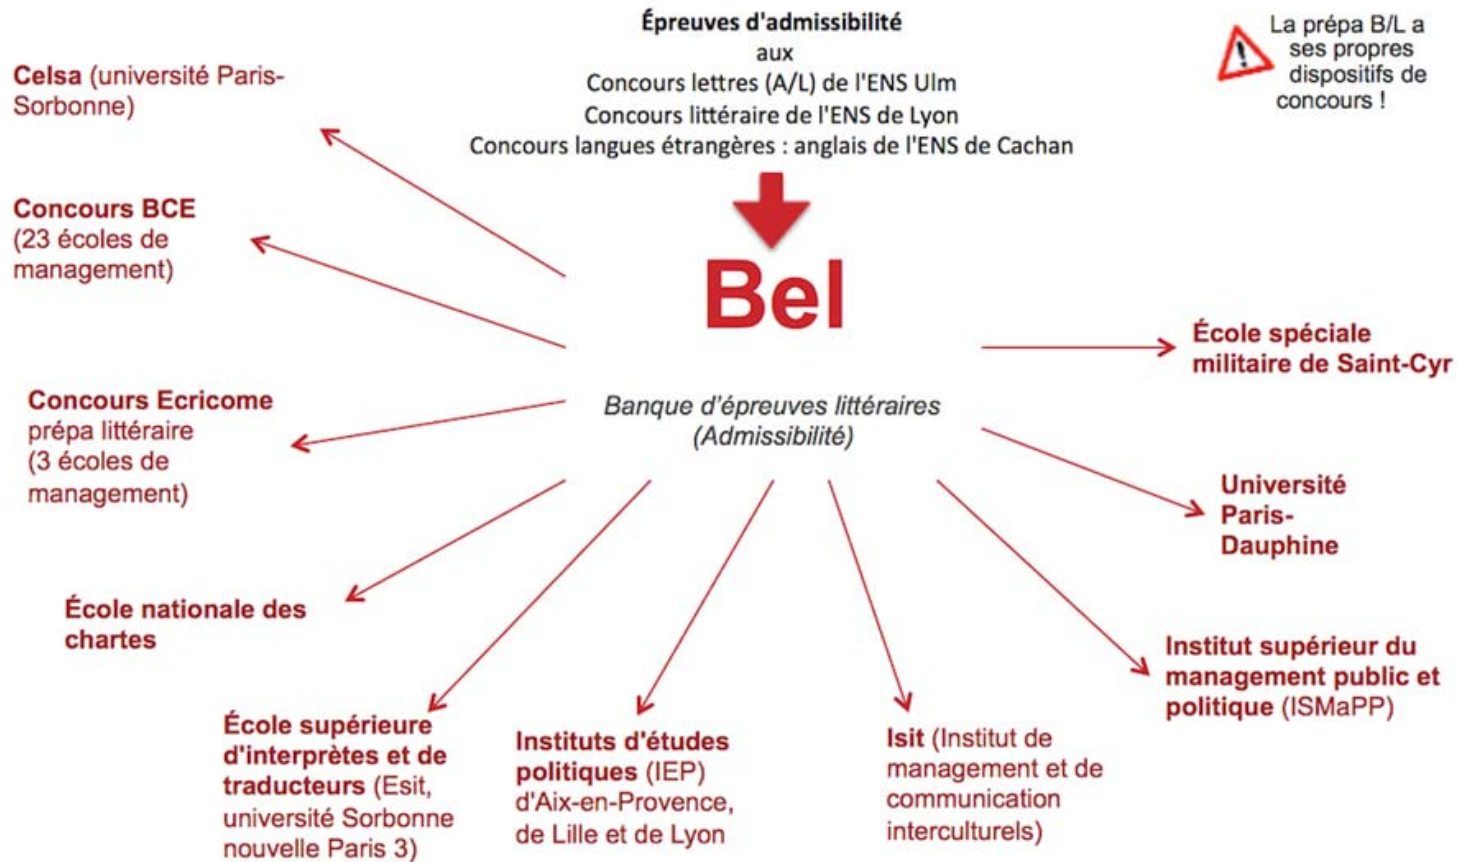 Épreuves d'admissibilité
aux
Concours lettres (A/L) de l'ENS Ulm
Concours littéraire de l'ENS de Lyon
Concours langues étrangères : anglais de l'ENS de Cachan
La prépa B/L a
ses propres
dispositifs de
concours !
Celsa (université Paris-
Sorbonne)
Concours BCE
(23 écoles de
management)
Concours Ecricome
prépa littéraire
(3 écoles de
management)
École nationale des
chartes
École supérieure
d'interprètes et de
traducteurs (Esit,
université Sorbonne
nouvelle Paris 3)
Bel
Banque d'épreuves littéraires
(Admissibilité)
Instituts d'études
politiques (IEP)
d'Aix-en-Provence,
de Lille et de Lyon
Isit (Institut de
management et de
communication
interculturels)
École spéciale
militaire de Saint-Cyr
Université
Paris-
Dauphine
Institut supérieur du
management public et
politique (ISMaPP)